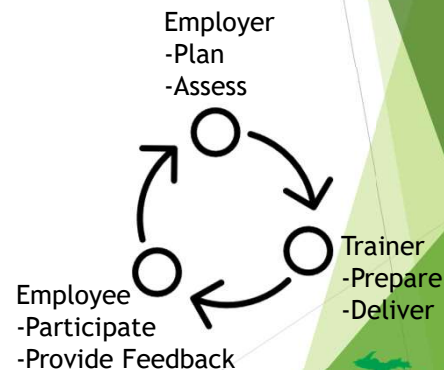 Employer
-Plan
-Assess
Trainer
-Prepare
-Deliver
Employee
-Participate
-Provide Feedback